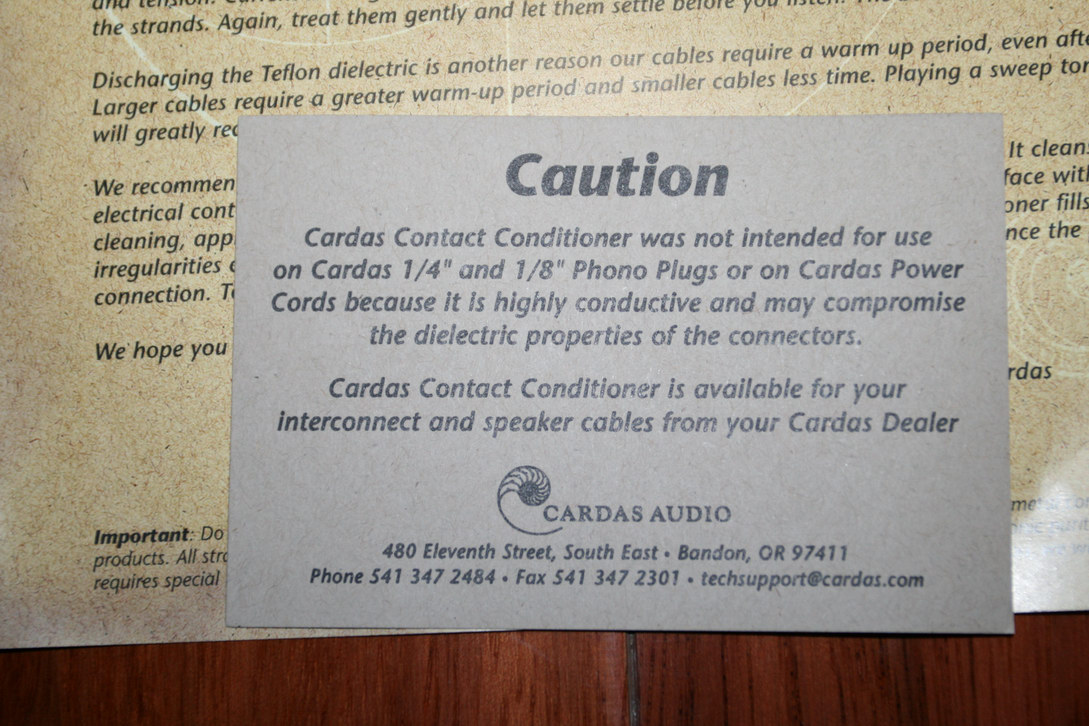 and tension.
the strands. Again, treat them gently and let them settle before you listen.
Discharging the Teflon dielectric is another reason our cables require a warm up period, even
Larger cables require a greater warm-up period and smaller cables less time. Playing a sweep
will greatly
We
electrical
cleaning,
irregularities
connection.
We hope you
It
with
fills
the
Caution
Cardas Contact Conditioner was not intended for use
on Cardas 1/4" and 1/8" Phono Plugs or on Cardas Power
Cords because it is highly conductive and may compromise
the dielectric properties of the connectors.
Cardas Contact Conditioner is available for your
interconnect and speaker cables from your Cardas Dealer
CARDAS AUDIO
480 Eleventh Street, South East • Bandon, OR 97411
Phone 541 347 2484 • Fax 541 347 2301 • techsupport@cardas.com
Important: Do
products. All
requires special